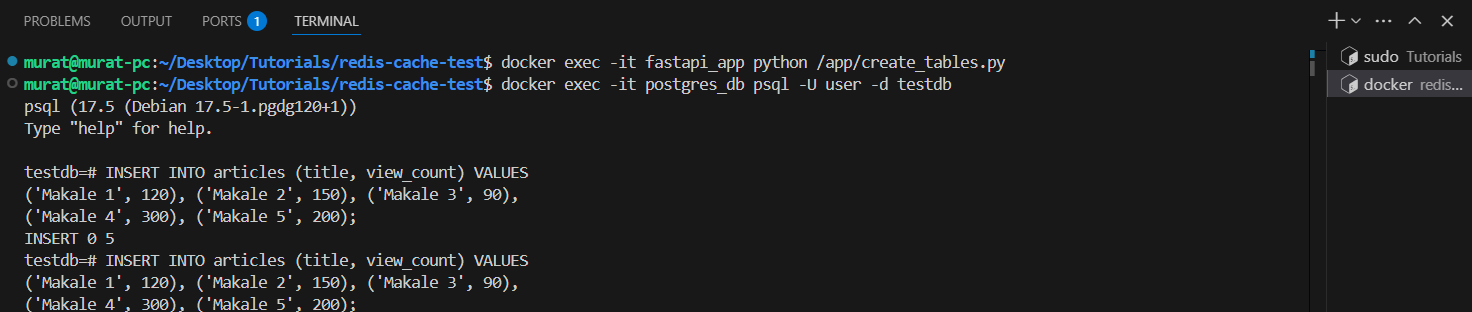 PROBLEMS OUTPUT PORTS 1 TERMINAL
murat@murat-pc:~/Desktop/Tutorials/redis-cache-test$ docker exec -it fastapi_app python /app/create_tables.py
murat@murat-pc:~/Desktop/Tutorials/redis-cache-test$ docker exec -it postgres_db psql -U user -d testdb
psql (17.5 (Debian 17.5-1.pgdg120+1))
Type "help" for help.
testdb=# INSERT INTO articles (title, view_count) VALUES
('Makale 1', 120), ('Makale 2', 150), ('Makale 3', 90),
('Makale 4', 300), ('Makale 5', 200);
INSERT 0 5
testdb=# INSERT INTO articles (title, view_count) VALUES
('Makale 1', 120), ('Makale 2', 150), ('Makale 3', 90),
('Makale 4', 300), ('Makale 5', 200);
sudo Tutorials
docker redis...